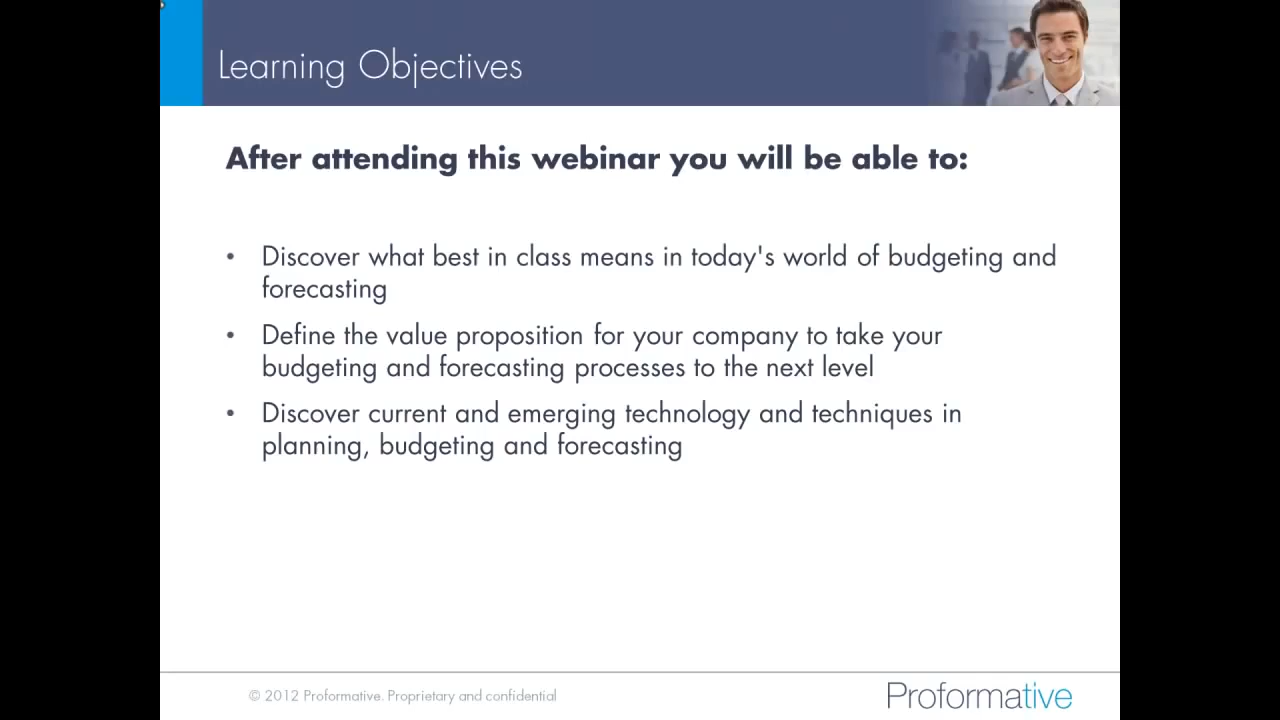 Learning Objectives
After attending this webinar you will be able to:
• Discover what best in class means in today's world of budgeting and
forecasting
• Define the value proposition for your company to take your
budgeting and forecasting processes to the next level
• Discover current and emerging technology and techniques in
planning, budgeting and forecasting
© 2012 Proformative. Proprietary and confidential
Proformative